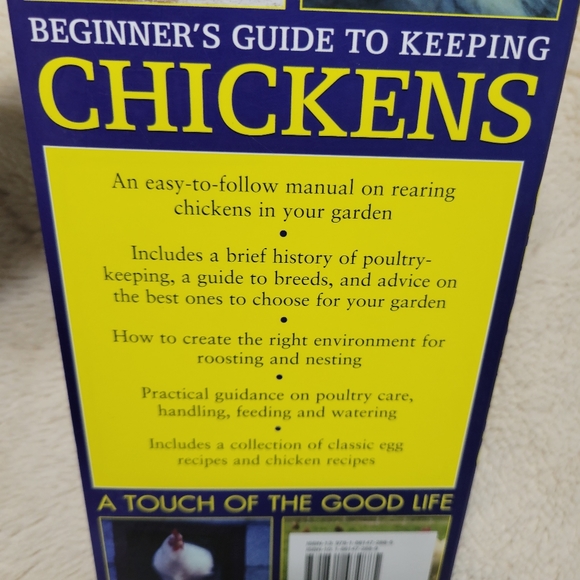 BEGINNER'S GUIDE TO KEEPING
CHICKENS
An easy-to-follow manual on rearing
chickens in your garden
•
Includes a brief history of poultry-
keeping, a guide to breeds, and advice on
the best ones to choose for your garden
•
How to create the right environment for
roosting and nesting
•
Practical guidance on poultry care,
handling, feeding and watering
•
Includes a collection of classic egg
recipes and chicken recipes
A TOUCH OF THE GOOD LIFE